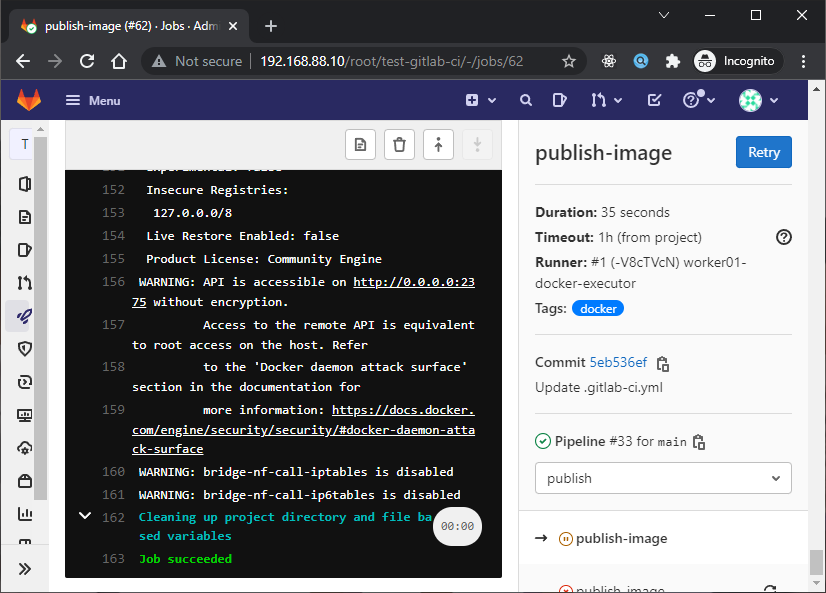 publish-image (#62) · Jobs · Adm
Not secure
192.168.88.10/root/test-gitlab-ci/-/jobs/62
Incognito
Menu
T
152 Insecure Registries:
153 127.0.0.0/8
154 Live Restore Enabled: false
155 Product License: Community Engine
156 WARNING: API is accessible on http://0.0.0.0:23
75 without encryption.
157 Access to the remote API is equivalent
to root access on the host. Refer
158 to the 'Docker daemon attack surface'
section in the documentation for
159 more information: https://docs.docker.
com/engine/security/security/#docker-daemon-atta
ck-surface
160 WARNING: bridge-nf-call-iptables is disabled
161 WARNING: bridge-nf-call-ip6tables is disabled
162 Cleaning up project directory and file ba
sed variables
00:00
163 Job succeeded
publish-image
Retry
Duration: 35 seconds
Timeout: 1h (from project)
Runner: #1 (-V8cTVcN) worker01-
docker-executor
Tags: docker
Commit 5eb536ef
Update .gitlab-ci.yml
Pipeline #33 for main
publish
publish-image
publish-image